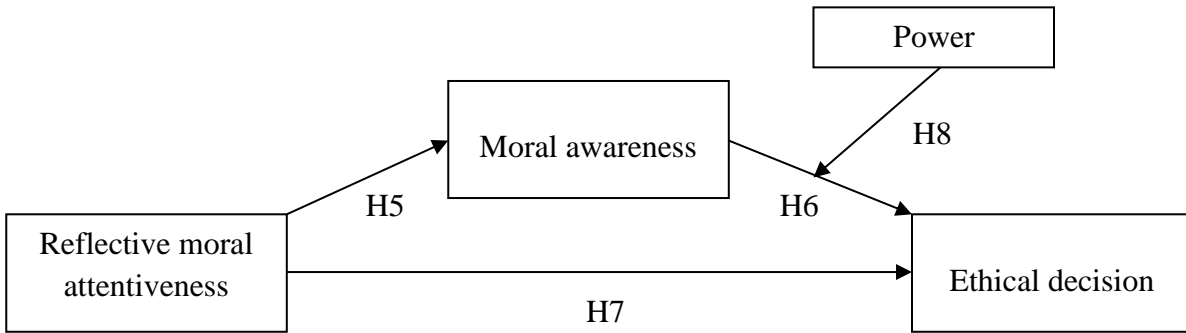 Power
H8
Moral awareness
H5
H6
Reflective moral
attentiveness
Ethical decision
H7